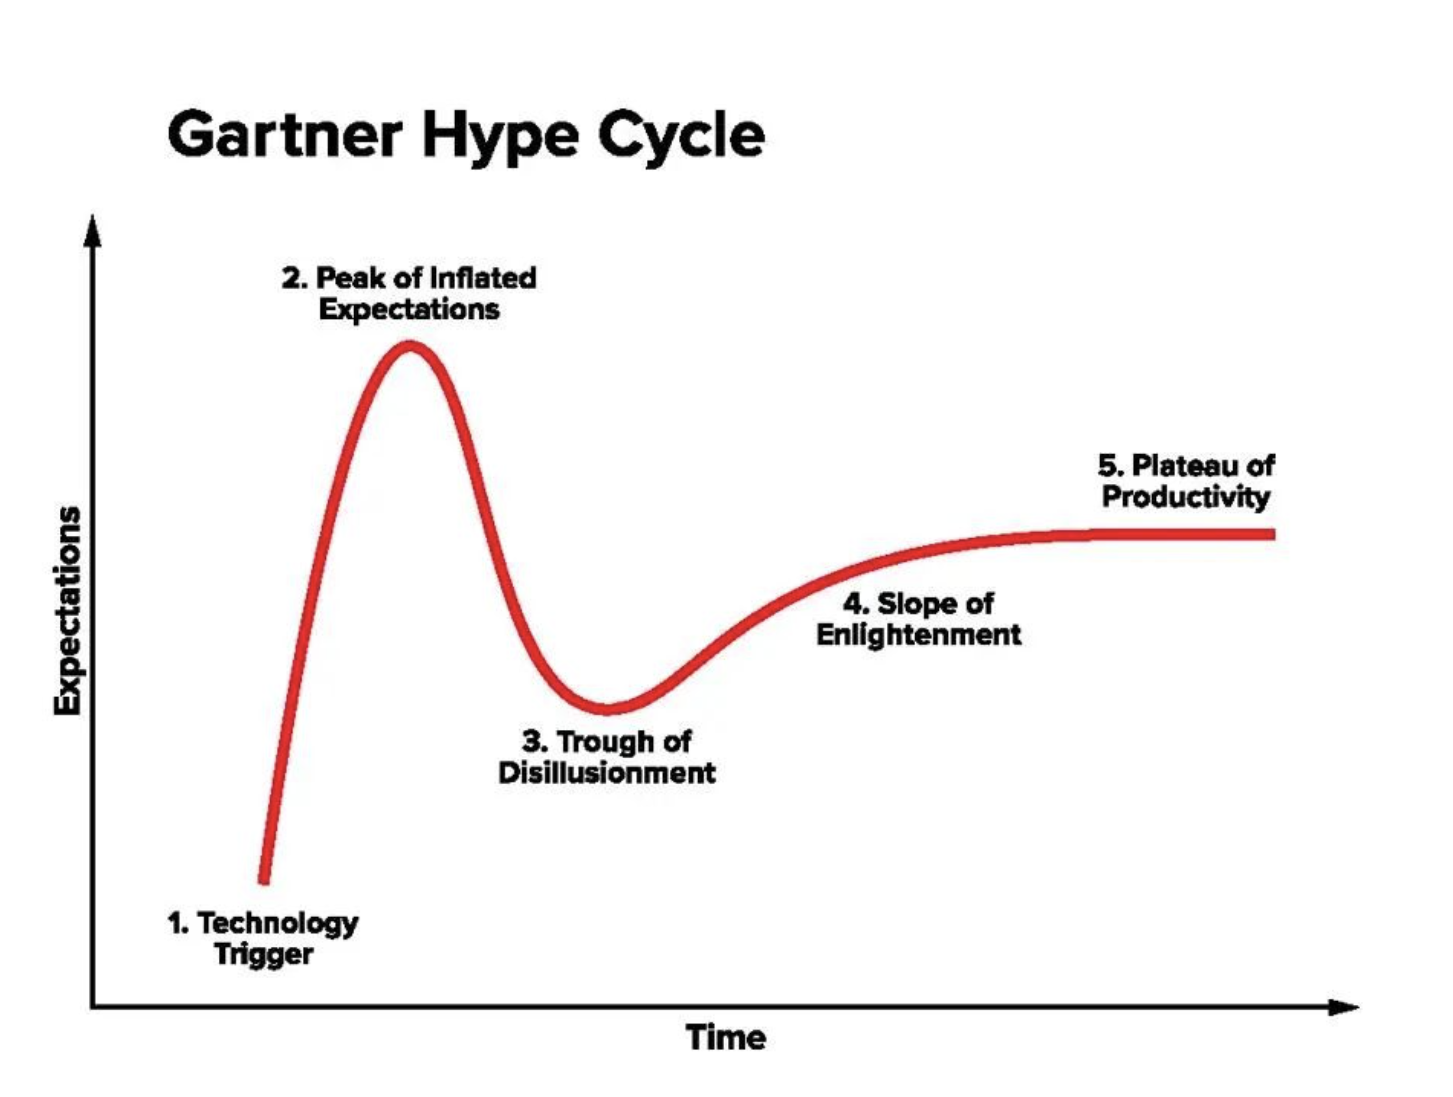 Gartner Hype Cycle
2. Peak of Inflated
Expectations
5. Plateau of
Productivity
Expectations
4. Slope of
Enlightenment
3. Trough of
Disillusionment
1. Technology
Trigger
Time